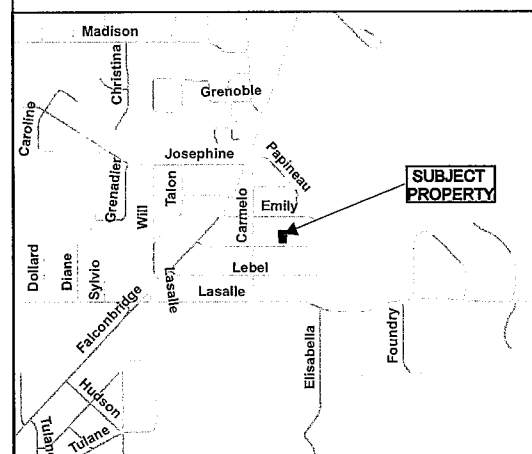 Madison
Christina
Grenoble
Caroline
Josephine
Papineau
SUBJECT
PROPERTY
Grenadier
Will
Talon
Carmelo
Emily
Dollard
Diane
Sylvio
Lasalle
Lebel
Lasalle
Falconbridge
Elisabella
Foundry
Hudson
Tulane
Tulane